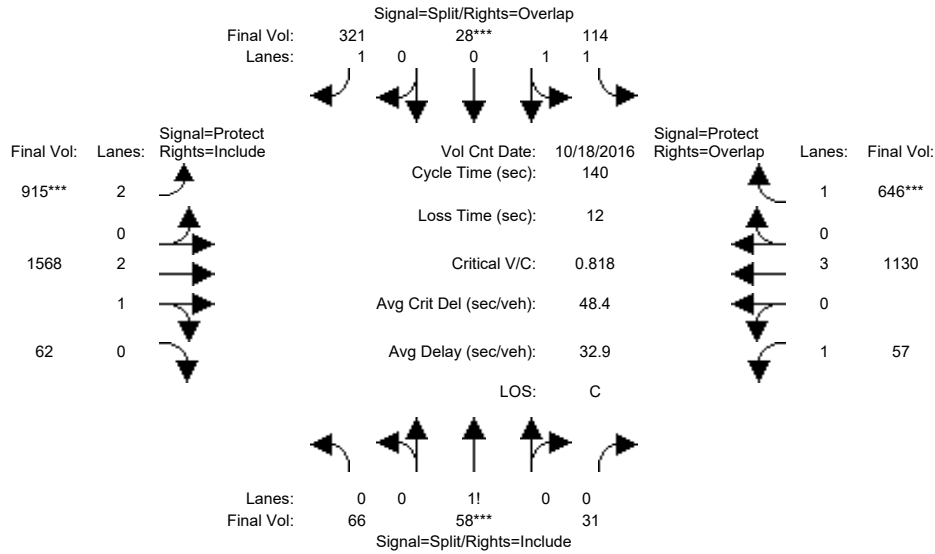 Signal=Split/Rights=Overlap
Final Vol: 321 28*** 114
Lanes: 1 0 0 1 1
Signal=Protect
Final Vol: Lanes: Rights=Include
Vol Cnt Date: 10/18/2016
Signal=Protect
Rights=Overlap Lanes: Final Vol:
Cycle Time (sec): 140
915*** 2
1 646***
Loss Time (sec): 12
0
0
1568 2
Critical V/C: 0.818
3 1130
1
Avg Crit Del (sec/veh): 48.4
0
62 0
Avg Delay (sec/veh): 32.9
1 57
LOS: C
Lanes: 0 0 1! 0 0
Final Vol: 66 58*** 31
Signal=Split/Rights=Include